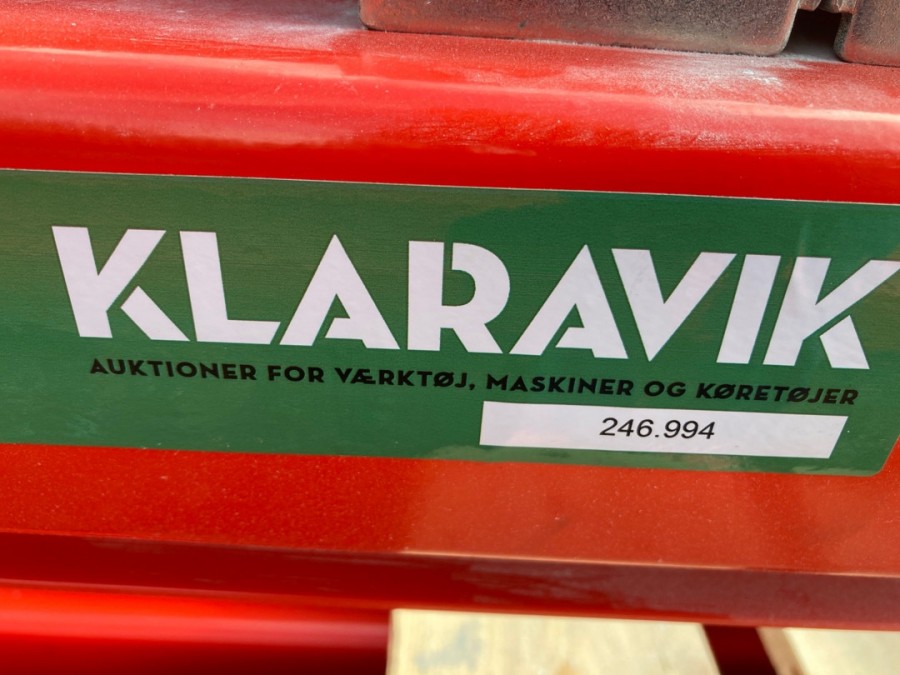 KLARAVIK
AUKTIONER FOR VÆRKTØJ, MASKINER OG KØRETØJER
246.994